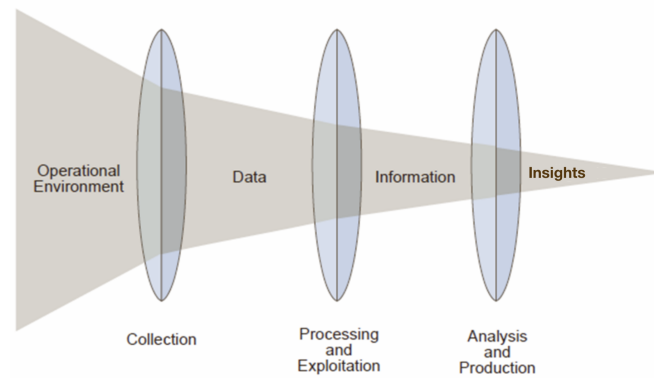 Operational
Environment
Data
Information
Insights
Collection
Processing
and
Exploitation
Analysis
and
Production